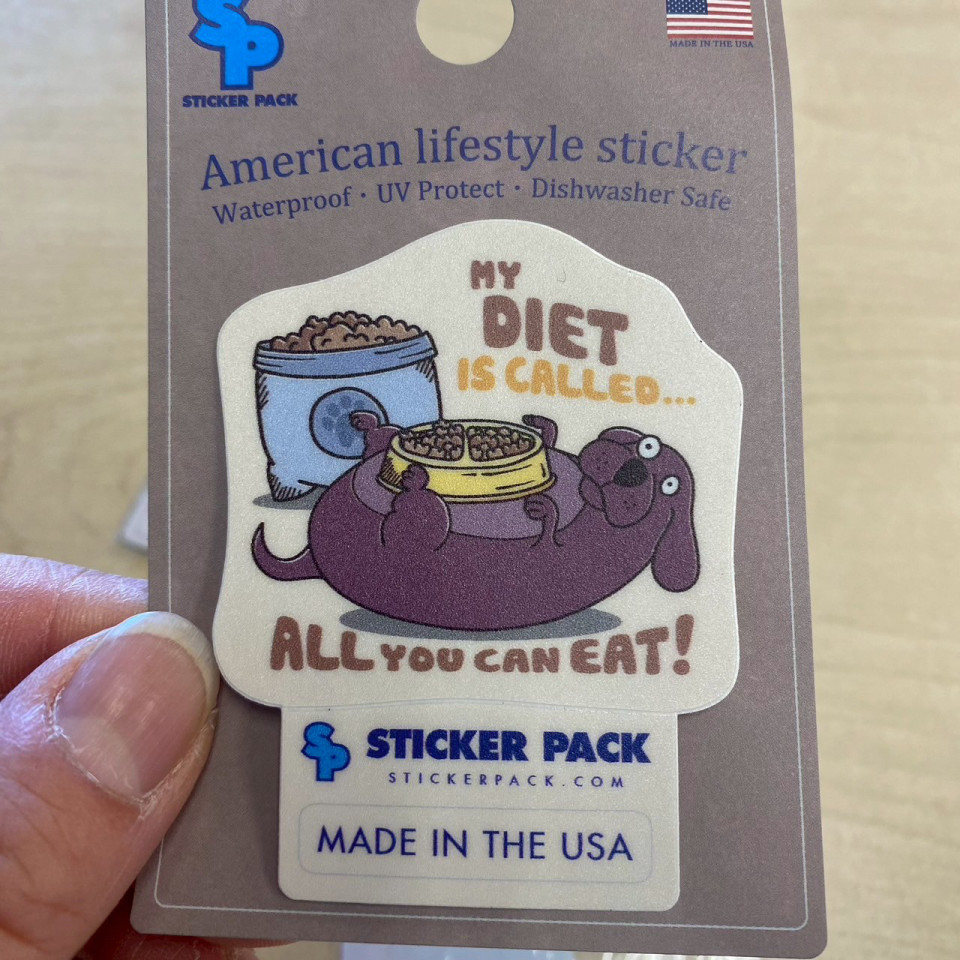 SP
STICKER PACK
MADE IN THE USA
American lifestyle sticker
Waterproof · UV Protect · Dishwasher Safe
MY
DIET
IS CALLED...
ALL YOU CAN EAT!
SP
STICKER PACK
STICKERPACK.COM
MADE IN THE USA